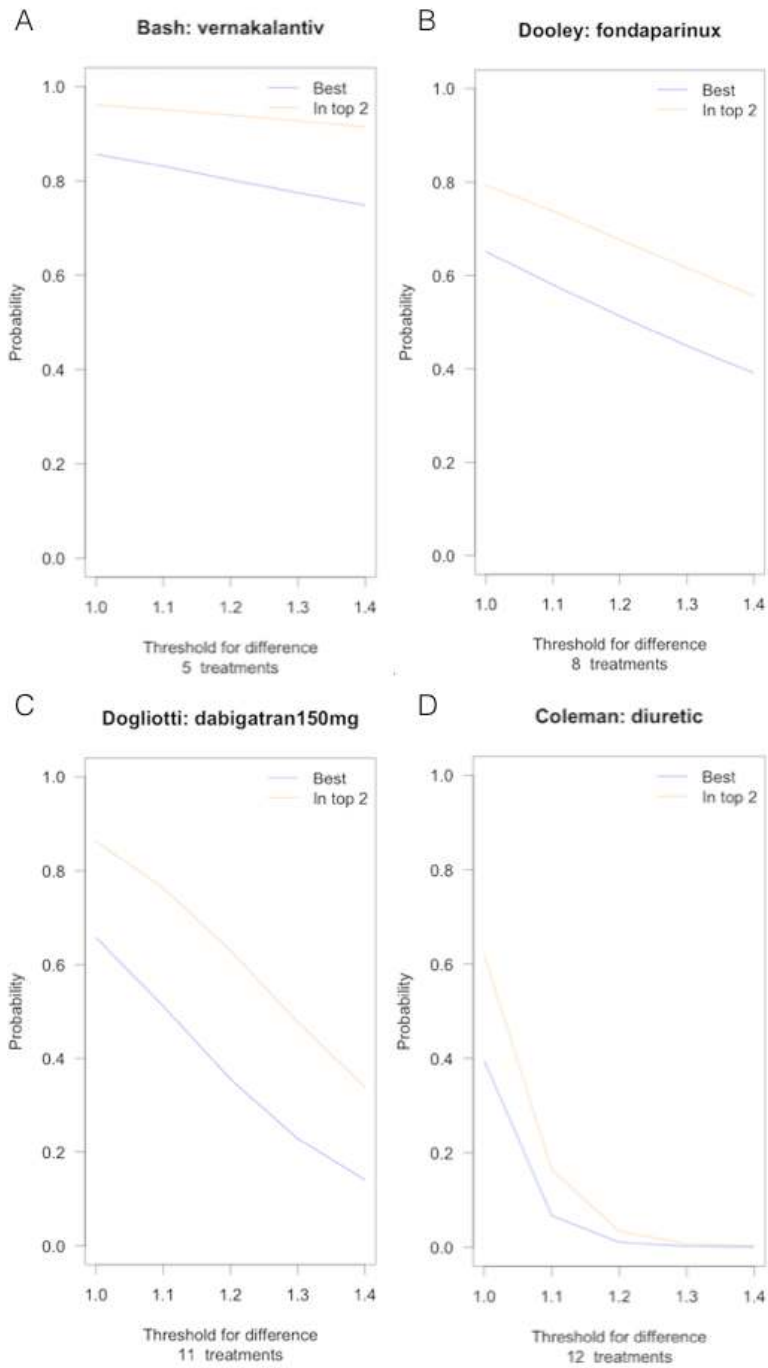 A
Bash: vernakalantiv
1.0
0.8
0.6
0.4
0.2
0.0
Probability
Best
In top 2
1.0 1.1 1.2 1.3 1.4
Threshold for difference
5 treatments
B
Dooley: fondaparinux
1.0
0.8
0.6
0.4
0.2
0.0
Probability
Best
In top 2
1.0 1.1 1.2 1.3 1.4
Threshold for difference
8 treatments
C
Dogliotti: dabigatran150mg
1.0
0.8
0.6
0.4
0.2
0.0
Probability
Best
In top 2
1.0 1.1 1.2 1.3 1.4
Threshold for difference
11 treatments
D
Coleman: diuretic
1.0
0.8
0.6
0.4
0.2
0.0
Probability
Best
In top 2
1.0 1.1 1.2 1.3 1.4
Threshold for difference
12 treatments